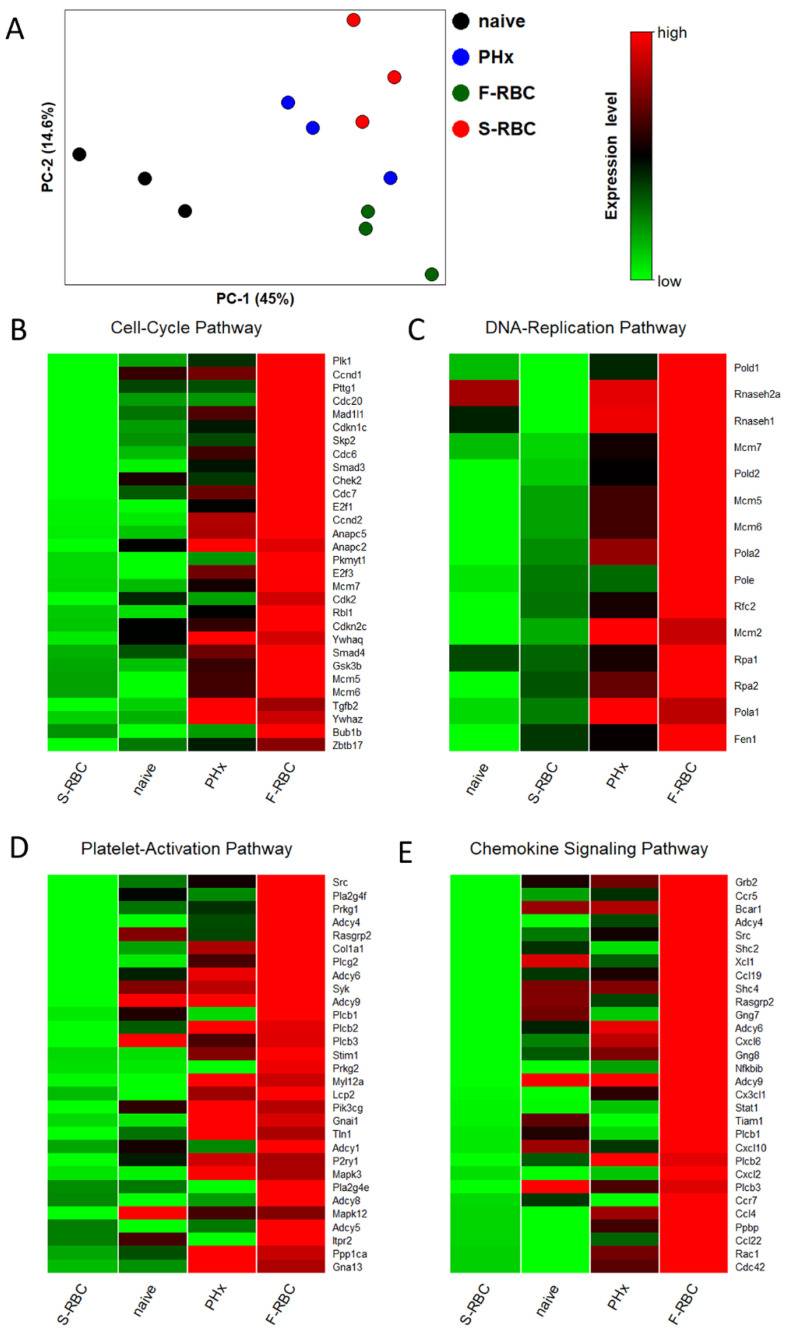 A
naive
PHx
F-RBC
S-RBC
high
Expression level
low
PC-2 (14.6%)
PC-1 (45%)
B
Cell-Cycle Pathway
Plk1
Ccnd1
Pttg1
Cdc20
Mad1l1
Cdkn1c
Skp2
Cdc6
Smad3
Chek2
Cdc7
E2f1
Ccnd2
Anapc5
Anapc2
Pkmyt1
E2f3
Mcm7
Cdk2
Rbl1
Cdkn2c
Ywhaq
Smad4
Gsk3b
Mcm5
Mcm6
Tgfb2
Ywhaz
Bub1b
Zbtb17
S-RBC
naive
PHx
F-RBC
C
DNA-Replication Pathway
Pold1
Rnaseh2a
Rnaseh1
Mcm7
Pold2
Mcm5
Mcm6
Pola2
Pole
Rfc2
Mcm2
Rpa1
Rpa2
Pola1
Fen1
naive
S-RBC
PHx
F-RBC
D
Platelet-Activation Pathway
Src
Pla2g4f
Prkg1
Adcy4
Rasgrp2
Col1a1
Plcg2
Adcy6
Syk
Adcy9
Plcb1
Plcb2
Plcb3
Stim1
Prkg2
Myl12a
Lcp2
Pik3cg
Gnai1
Tln1
Adcy1
P2ry1
Mapk3
Pla2g4e
Adcy8
Mapk12
Adcy5
Itpr2
Ppp1ca
Gna13
S-RBC
naive
PHx
F-RBC
E
Chemokine Signaling Pathway
Grb2
Ccr5
Bcar1
Adcy4
Src
Shc2
Xcl1
Ccl19
Shc4
Rasgrp2
Gng7
Adcy6
Cxcl6
Gng8
Nfkbib
Adcy9
Cx3cl1
Stat1
Tiam1
Plcb1
Cxcl10
Plcb2
Cxcl2
Plcb3
Ccr7
Ccl4
Ppbp
Ccl22
Rac1
Cdc42
S-RBC
naive
PHx
F-RBC